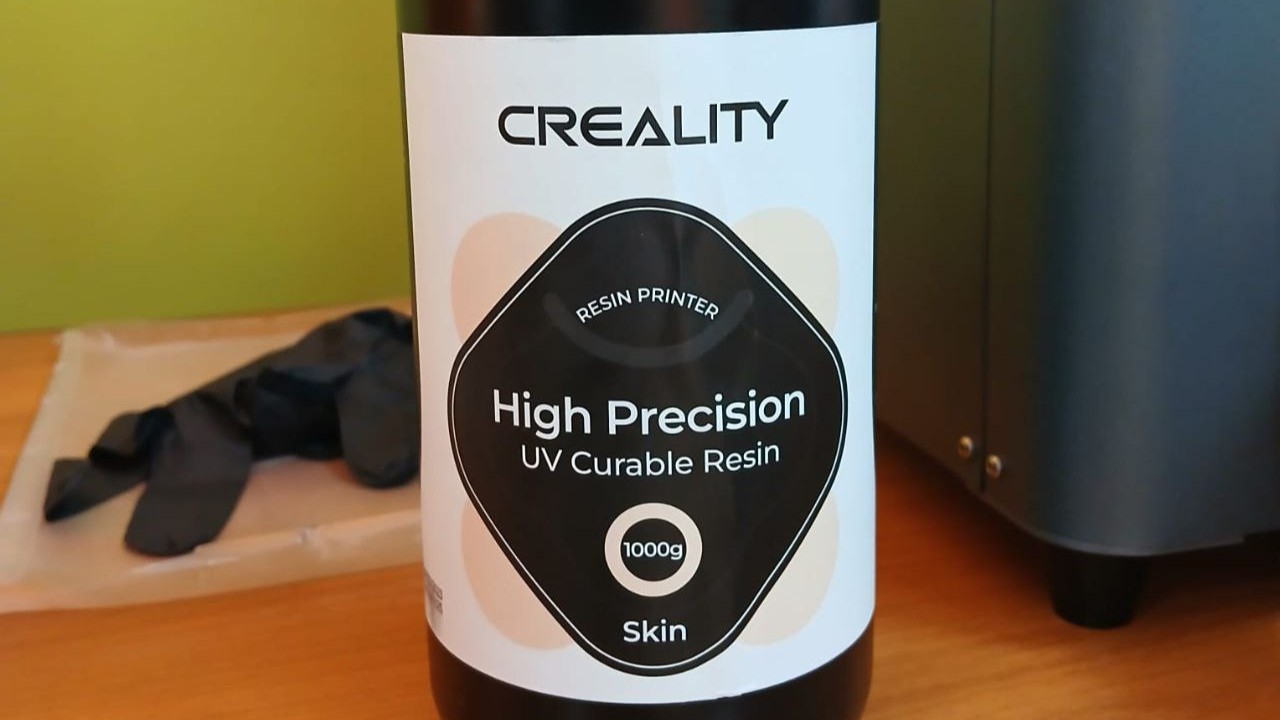 CREALITY
RESIN PRINTER
High Precision
UV Curable Resin
1000g
Skin